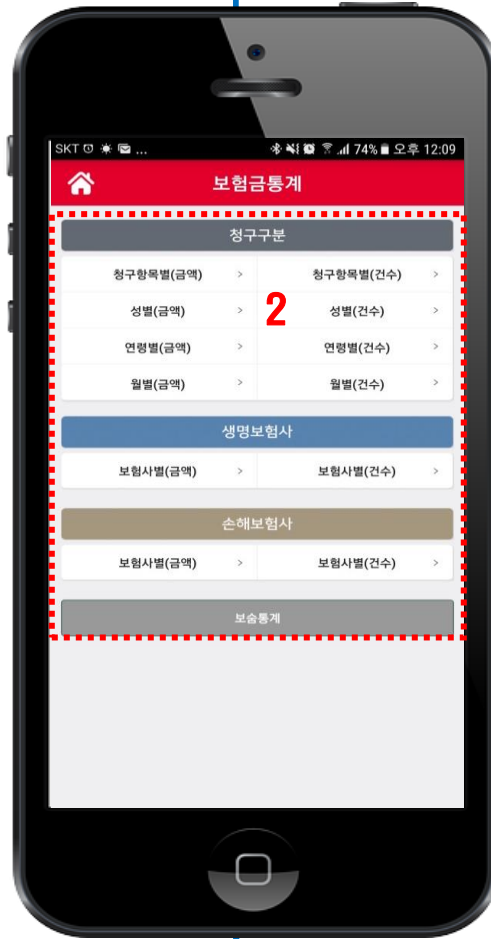 SKT ... 74% 오후 12:09
보험금통계
청구구분
청구항목별(금액) > 청구항목별(건수) >
2
성별(금액) > 성별(건수) >
연령별(금액) > 연령별(건수) >
월별(금액) > 월별(건수) >
생명보험사
보험사별(금액) > 보험사별(건수) >
손해보험사
보험사별(금액) > 보험사별(건수) >
보숨통계